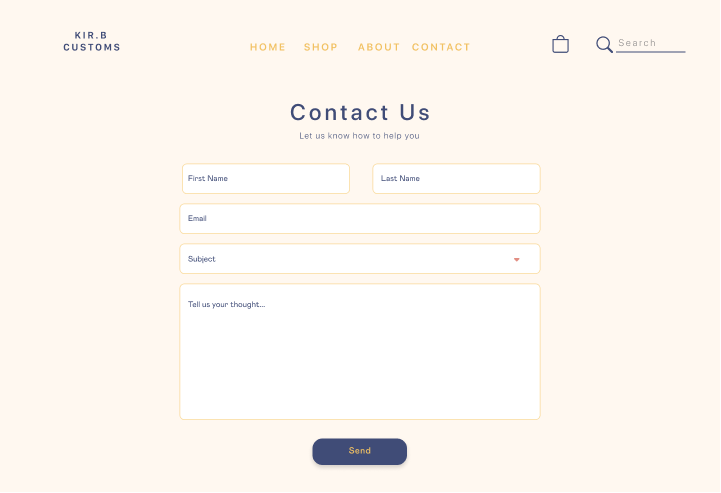 KIR.B
CUSTOMS
HOME SHOP ABOUT CONTACT
Search
Contact Us
Let us know how to help you
First Name
Last Name
Email
Subject
Tell us your thought...
Send